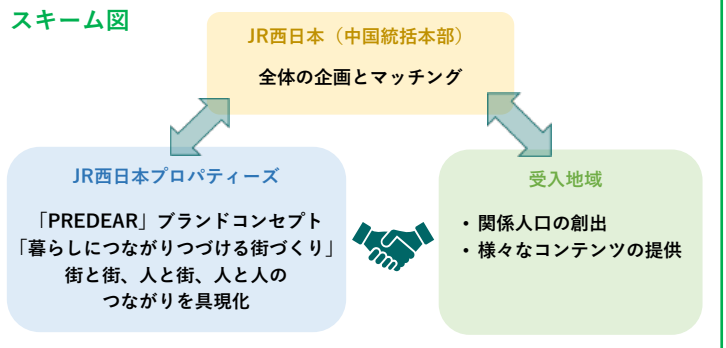 スキーム図
JR西日本（中国統括本部）
全体の企画とマッチング
JR西日本プロパティーズ
「PREDEAR」ブランドコンセプト
「暮らしにつながりつづける街づくり」
街と街、人と街、人と人の
つながりを具現化
受入地域
・関係人口の創出
・様々なコンテンツの提供